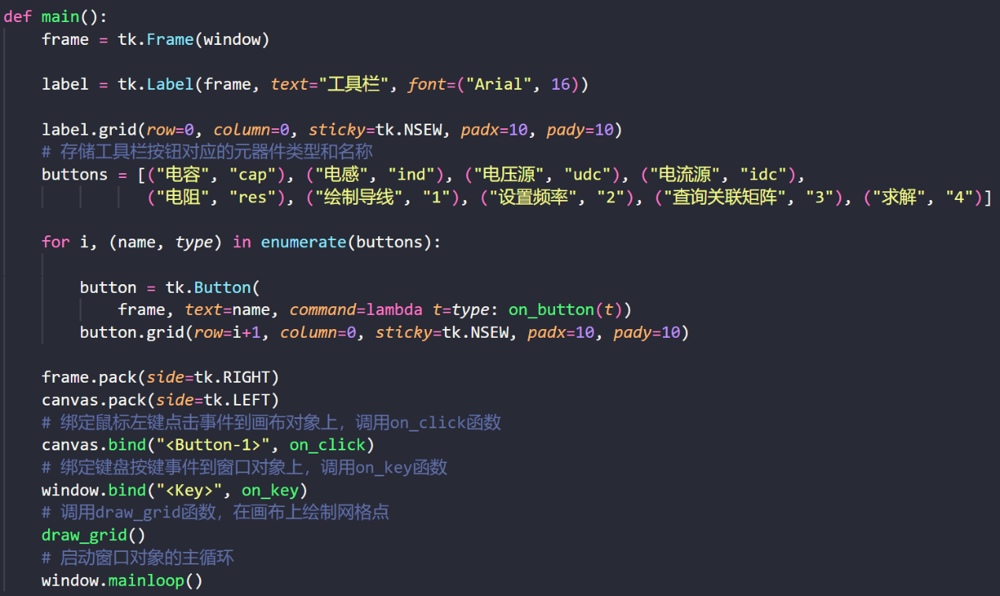 def main():
    frame = tk.Frame(window)
    label = tk.Label(frame, text="工具栏", font=("Arial", 16))
    label.grid(row=0, column=0, sticky=tk.NSEW, padx=10, pady=10)
    # 存储工具栏按钮对应的元器件类型和名称
    buttons = [("电容", "cap"), ("电感", "ind"), ("电压源", "udc"), ("电流源", "idc"),
               ("电阻", "res"), ("绘制导线", "1"), ("设置频率", "2"), ("查询关联矩阵", "3"), ("求解", "4")]
    for i, (name, type) in enumerate(buttons):
        button = tk.Button(
            frame, text=name, command=lambda t=type: on_button(t))
        button.grid(row=i+1, column=0, sticky=tk.NSEW, padx=10, pady=10)
    frame.pack(side=tk.RIGHT)
    canvas.pack(side=tk.LEFT)
    # 绑定鼠标左键点击事件到画布对象上，调用on_click函数
    canvas.bind("<Button-1>", on_click)
    # 绑定键盘按键事件到窗口对象上，调用on_key函数
    window.bind("<Key>", on_key)
    # 调用draw_grid函数，在画布上绘制网格点
    draw_grid()
    # 启动窗口对象的主循环
    window.mainloop()